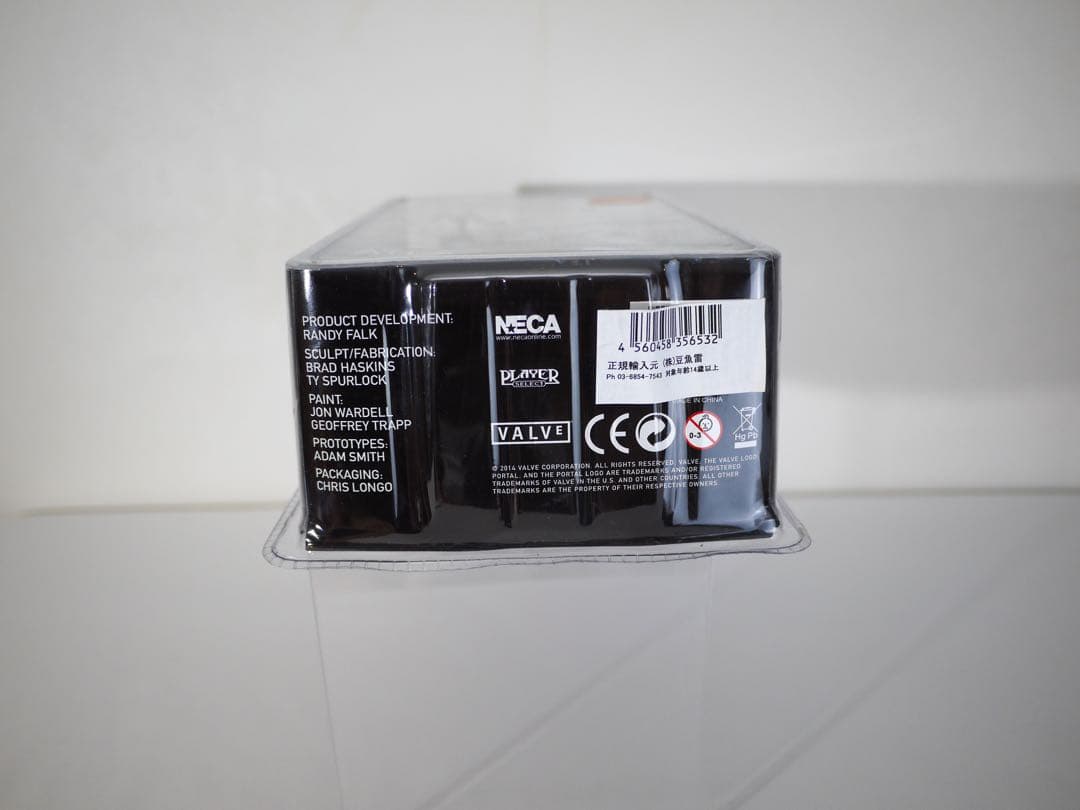 PRODUCT DEVELOPMENT:
RANDY FALK
SCULPT/FABRICATION:
BRAD HASKINS
TY SPURLOCK
PAINT:
JON WARDELL
GEOFFREY TRAPP
PROTOTYPES:
ADAM SMITH
PACKAGING:
CHRIS LONGO
NECA
www.necaonline.com
PLAYER
SELECT
VALVE
4 560458 356532
正規輸入元 (株)豆魚雷
Ph 03-6854-7543 対象年齢14歳以上
MADE IN CHINA
CE
0-3
Hg Pb
© 2014 VALVE CORPORATION. ALL RIGHTS RESERVED. VALVE, THE VALVE LOGO
PORTAL, AND THE PORTAL LOGO ARE TRADEMARKS AND/OR REGISTERED
TRADEMARKS OF VALVE IN THE U.S. AND OTHER COUNTRIES. ALL OTHER
TRADEMARKS ARE THE PROPERTY OF THEIR RESPECTIVE OWNERS.